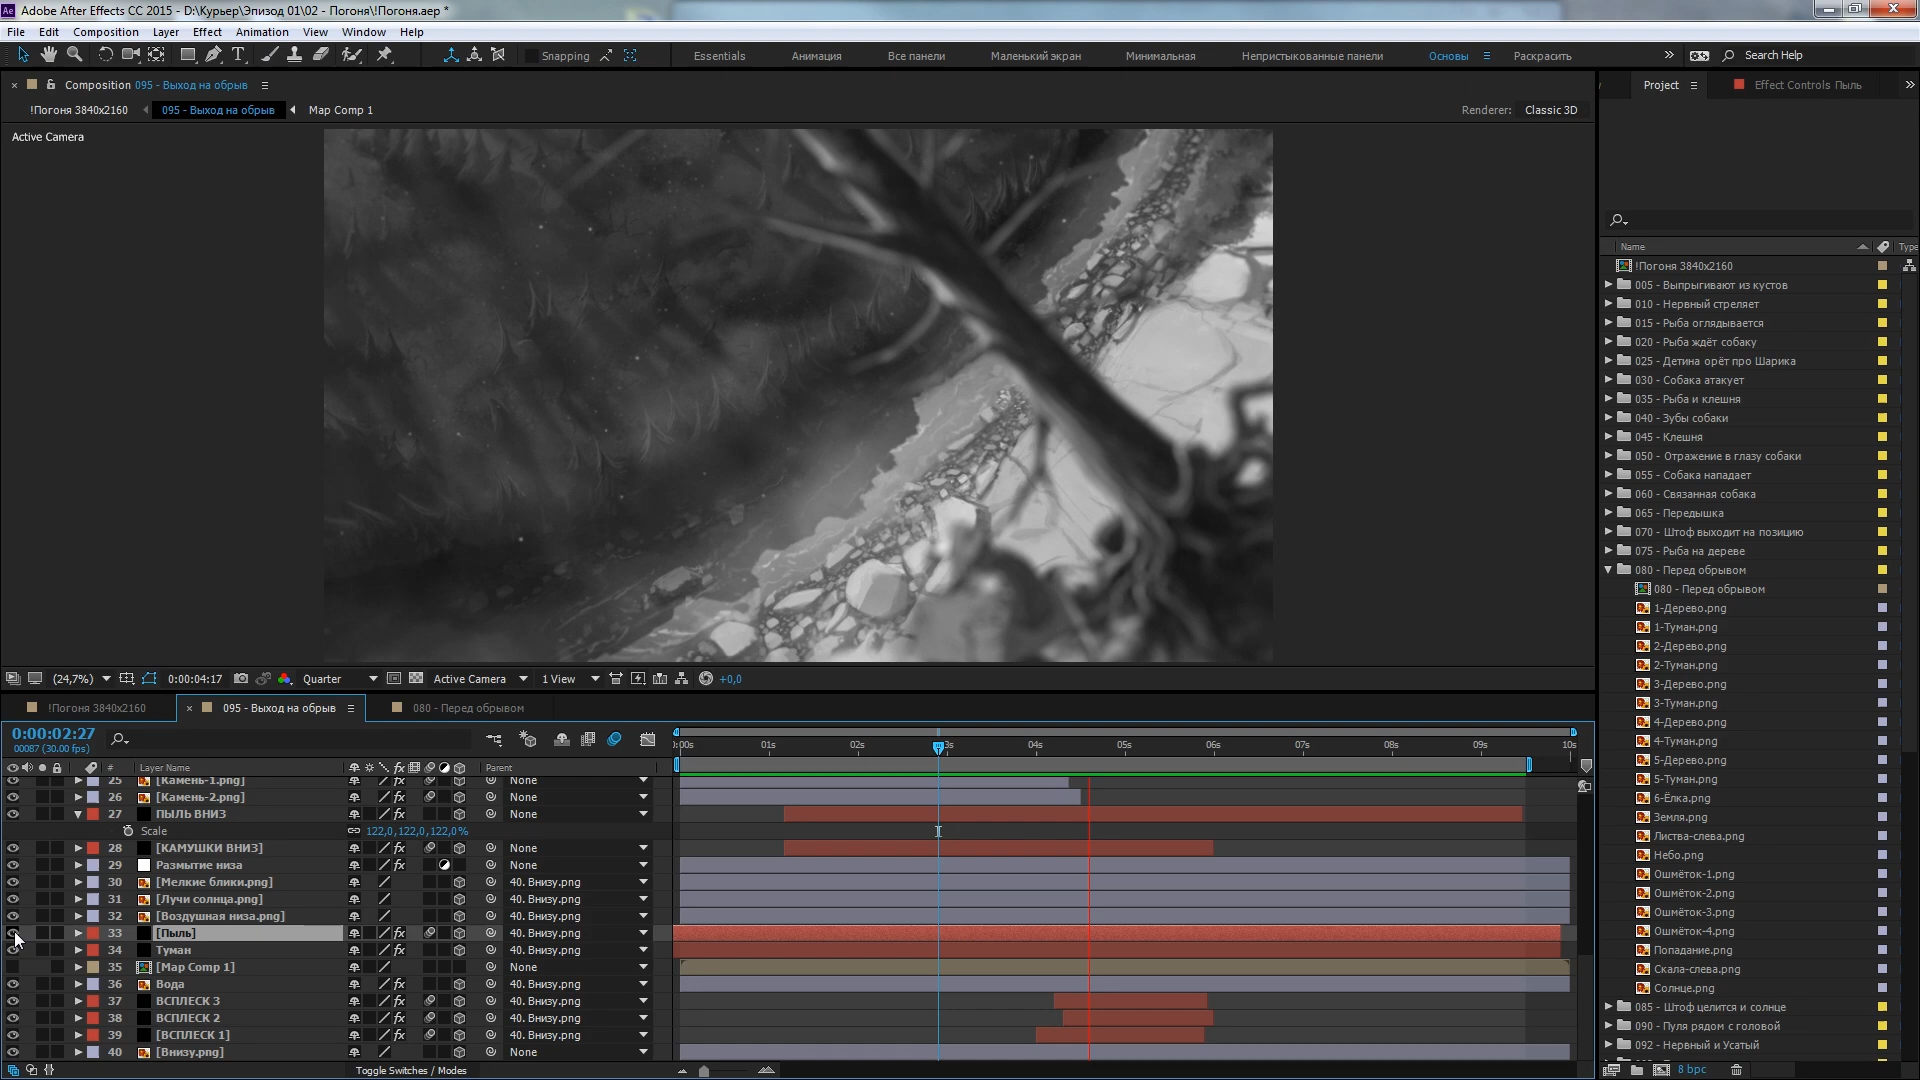 Adobe After Effects CC 2015 - D:\Курьер\Эпизод 01\02 - Погоня\!Погоня.aep *
File Edit Composition Layer Effect Animation View Window Help
Snapping Essentials Анимация Все панели Маленький экран Минимальная Непристыкованные панели Основы Раскрасить Search Help
Composition 095 - Выход на обрыв
!Погоня 3840x2160 095 - Выход на обрыв Map Comp 1
Renderer: Classic 3D
Active Camera
(24,7%) 0:00:04:17 Quarter Active Camera 1 View +0,0
!Погоня 3840x2160 095 - Выход на обрыв 080 - Перед обрывом
0:00:02:27
00087 (30.00 fps)
:00s 01s 02s 3s 04s 05s 06s 07s 08s 09s 10s
# Layer Name Parent
25 [Камень-1.png] None
26 [Камень-2.png] None
27 ПЫЛЬ ВНИЗ None
Scale 122,0,122,0,122,0%
28 [КАМУШКИ ВНИЗ] None
29 Размытие низа None
30 [Мелкие блики.png] 40. Внизу.png
31 [Лучи солнца.png] 40. Внизу.png
32 [Воздушная низа.png] 40. Внизу.png
33 [Пыль] 40. Внизу.png
34 Туман 40. Внизу.png
35 [Map Comp 1] None
36 Вода 40. Внизу.png
37 ВСПЛЕСК 3 40. Внизу.png
38 ВСПЛЕСК 2 40. Внизу.png
39 [ВСПЛЕСК 1] 40. Внизу.png
40 [Внизу.png] None
Toggle Switches / Modes
Project Effect Controls Пыль
Name Type
!Погоня 3840x2160
005 - Выпрыгивают из кустов
010 - Нервный стреляет
015 - Рыба оглядывается
020 - Рыба ждёт собаку
025 - Детина орёт про Шарика
030 - Собака атакует
035 - Рыба и клешня
040 - Зубы собаки
045 - Клешня
050 - Отражение в глазу собаки
055 - Собака нападает
060 - Связанная собака
065 - Передышка
070 - Штоф выходит на позицию
075 - Рыба на дереве
080 - Перед обрывом
080 - Перед обрывом
1-Дерево.png
1-Туман.png
2-Дерево.png
2-Туман.png
3-Дерево.png
3-Туман.png
4-Дерево.png
4-Туман.png
5-Дерево.png
5-Туман.png
6-Ёлка.png
Земля.png
Листва-слева.png
Небо.png
Ошмёток-1.png
Ошмёток-2.png
Ошмёток-3.png
Ошмёток-4.png
Попадание.png
Скала-слева.png
Солнце.png
085 - Штоф целится и солнце
090 - Пуля рядом с головой
092 - Нервный и Усатый
8 bpc